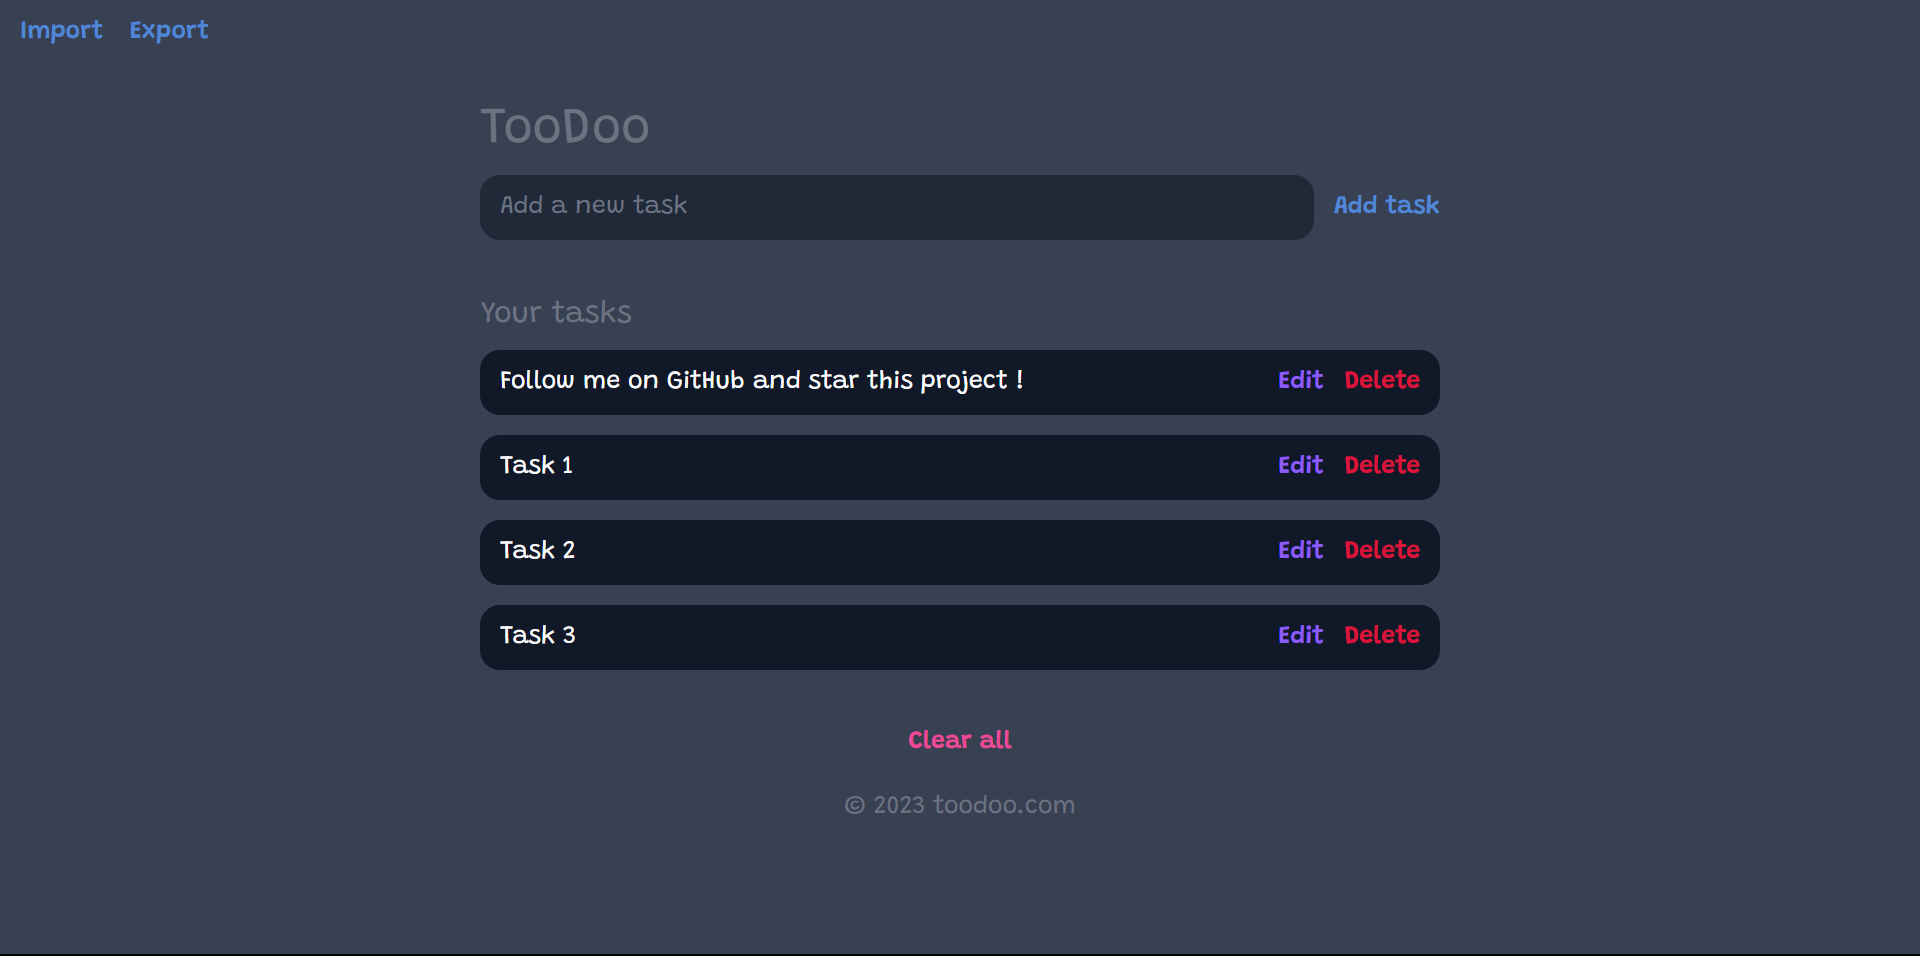 Import Export
TooDoo
Add a new task Add task
Your tasks
Follow me on GitHub and star this project ! Edit Delete
Task 1 Edit Delete
Task 2 Edit Delete
Task 3 Edit Delete
Clear all
© 2023 toodoo.com